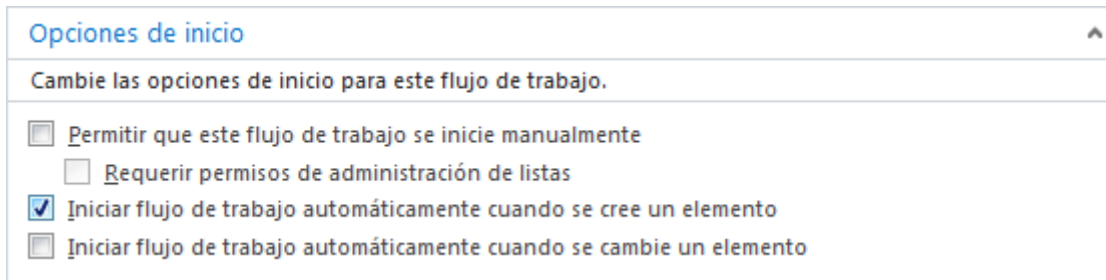 Opciones de inicio
Cambie las opciones de inicio para este flujo de trabajo.
Permitir que este flujo de trabajo se inicie manualmente
Requerir permisos de administración de listas
Iniciar flujo de trabajo automáticamente cuando se cree un elemento
Iniciar flujo de trabajo automáticamente cuando se cambie un elemento